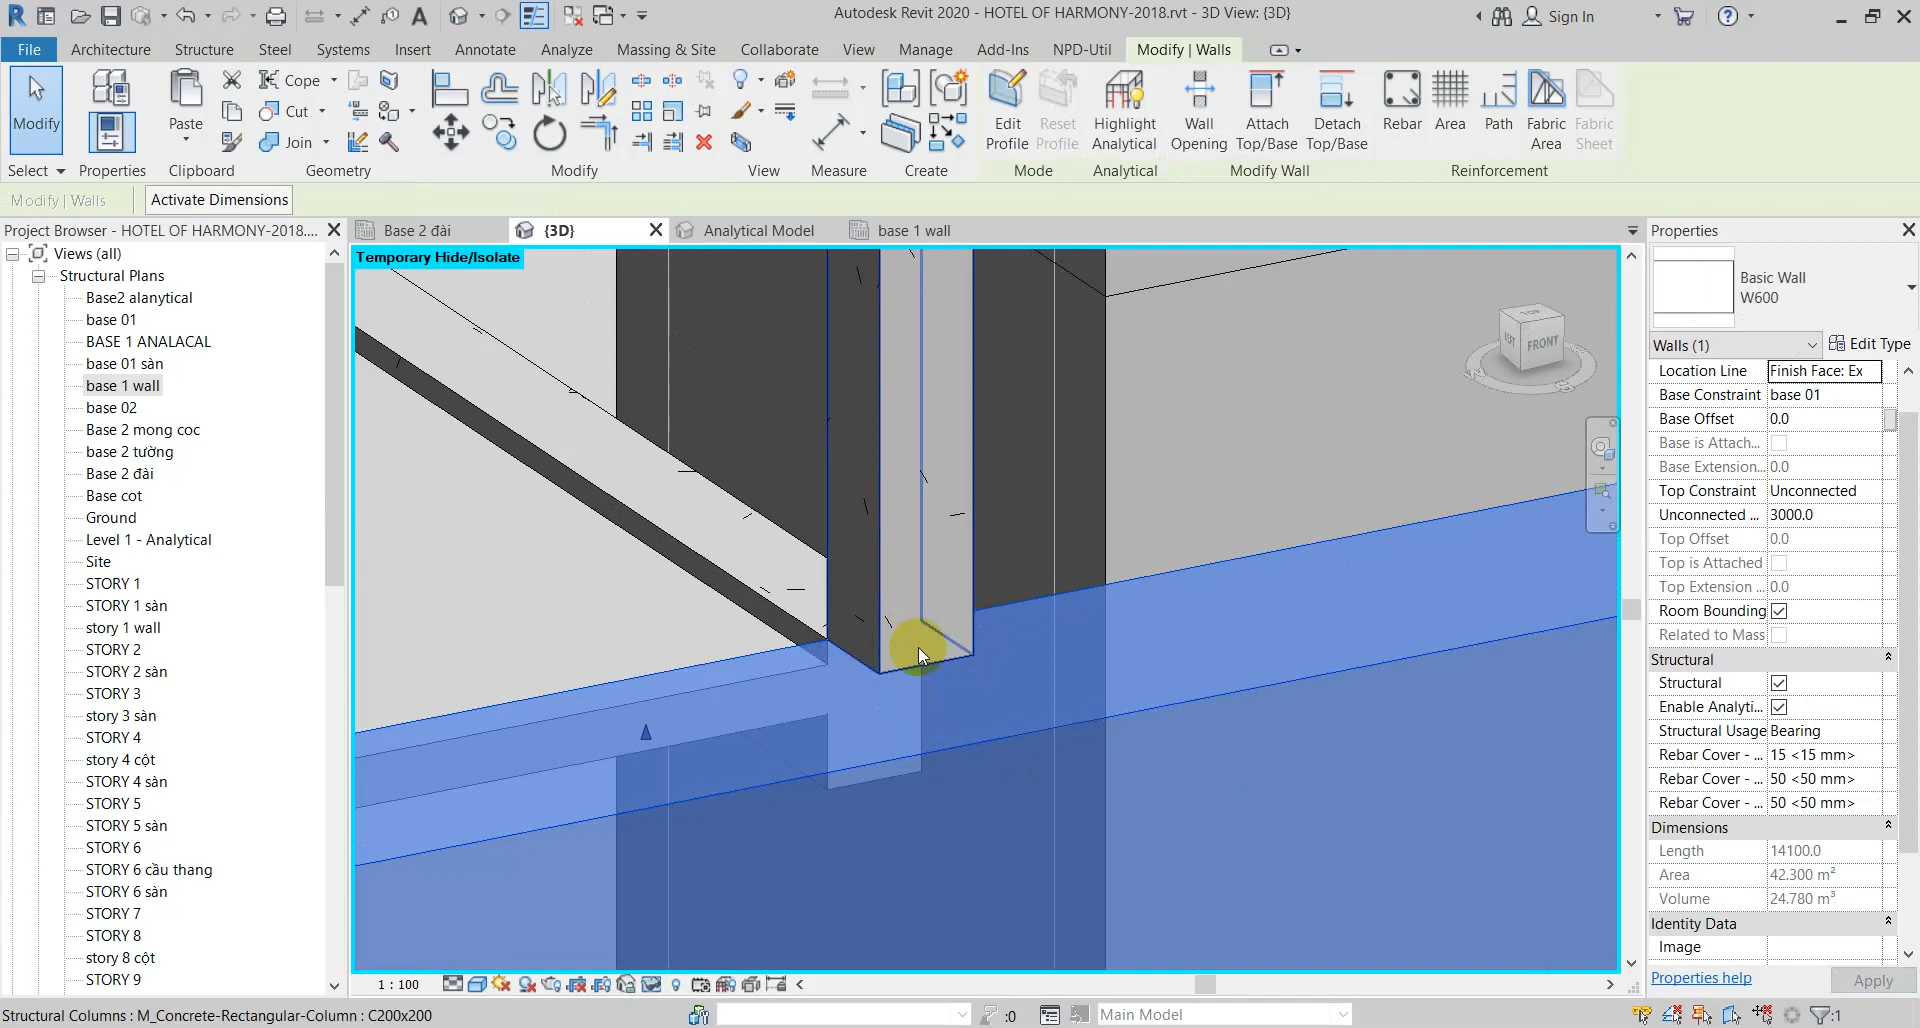 Autodesk Revit 2020 - HOTEL OF HARMONY-2018.rvt - 3D View: {3D}
Sign In
File Architecture Structure Steel Systems Insert Annotate Analyze Massing & Site Collaborate View Manage Add-Ins NPD-Util Modify | Walls
Modify
Paste
Cope
Cut
Join
Edit Profile
Reset Profile
Highlight Analytical
Wall Opening
Attach Top/Base
Detach Top/Base
Rebar
Area
Path
Fabric Area
Fabric Sheet
Select Properties Clipboard Geometry Modify View Measure Create Mode Analytical Modify Wall Reinforcement
Modify | Walls
Activate Dimensions
Project Browser - HOTEL OF HARMONY-2018....
Views (all)
Structural Plans
Base2 alanytical
base 01
BASE 1 ANALACAL
base 01 sàn
base 1 wall
base 02
Base 2 mong coc
base 2 tường
Base 2 đài
Base cot
Ground
Level 1 - Analytical
Site
STORY 1
STORY 1 sàn
story 1 wall
STORY 2
STORY 2 sàn
STORY 3
story 3 sàn
STORY 4
story 4 cột
STORY 4 sàn
STORY 5
STORY 5 sàn
STORY 6
STORY 6 cầu thang
STORY 6 sàn
STORY 7
STORY 8
story 8 cột
STORY 9
Base 2 đài
{3D}
Analytical Model
base 1 wall
Temporary Hide/Isolate
FRONT
1 : 100
Properties
Basic Wall
W600
Walls (1)
Edit Type
Location Line Finish Face: Ex
Base Constraint base 01
Base Offset 0.0
Base is Attach...
Base Extension... 0.0
Top Constraint Unconnected
Unconnected ... 3000.0
Top Offset 0.0
Top is Attached
Top Extension ... 0.0
Room Bounding
Related to Mass
Structural
Structural
Enable Analyti...
Structural Usage Bearing
Rebar Cover - ... 15 <15 mm>
Rebar Cover - ... 50 <50 mm>
Rebar Cover - ... 50 <50 mm>
Dimensions
Length 14100.0
Area 42.300 m²
Volume 24.780 m³
Identity Data
Image
Properties help
Apply
Structural Columns : M_Concrete-Rectangular-Column : C200x200
:0
Main Model
:1